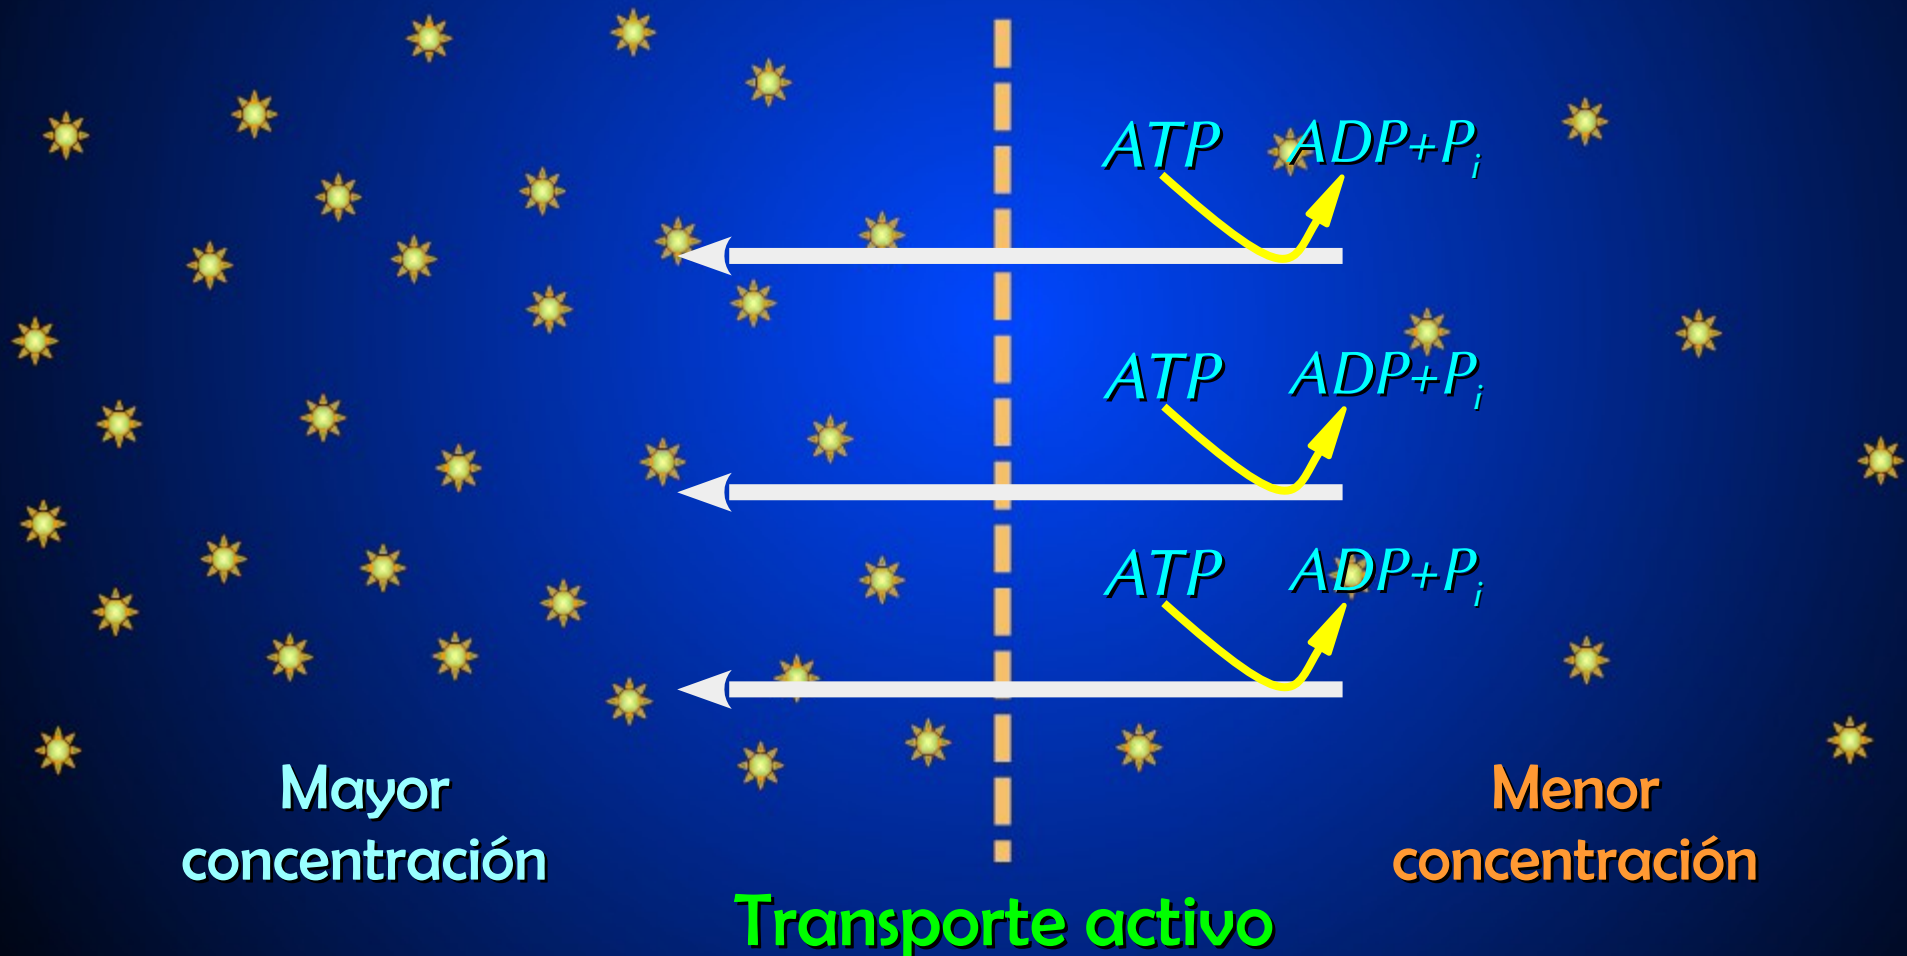 ATP ADP+Pi
ATP ADP+Pi
ATP ADP+Pi
Mayor
concentración
Menor
concentración
Transporte activo